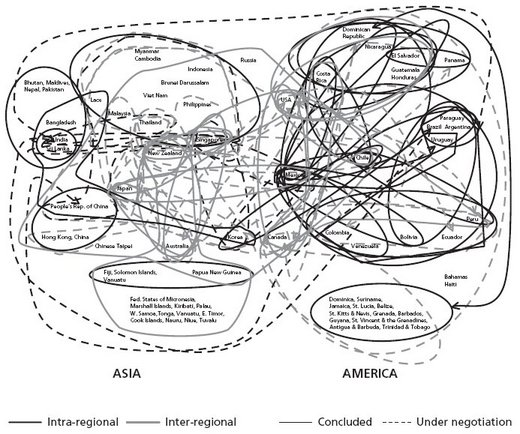 Dominican
Republic
Nicaragua
El Salvador
Panama
Guatemala
Honduras
Costa
Rica
USA
Myanmar
Cambodia
Indonesia
Russia
Brunei Darussalam
Viet Nam
Philippines
Bhutan, Maldives,
Nepal, Pakistan
Laos
Malaysia
Thailand
Bangladesh
India
Sri Lanka
Singapore
New Zealand
Paraguay
Brazil Argentina
Uruguay
Chile
Mexico
Japan
People's Rep. of China
Hong Kong, China
Chinese Taipei
Australia
Korea
Canada
Colombia
Venezuela
Bolivia
Ecuador
Peru
Fiji, Solomon Islands,
Vanuatu
Papua New Guinea
Bahamas
Haiti
Fed. States of Micronesia,
Marshall Islands, Kiribati, Palau,
W. Samoa, Tonga, Vanuatu, E. Timor,
Cook Islands, Nauru, Niue, Tuvalu
Dominica, Suriname,
Jamaica, St. Lucia, Belize,
St. Kitts & Nevis, Grenada, Barbados,
Guyana, St. Vincent & the Grenadines,
Antigua & Barbuda, Trinidad & Tobago
ASIA
AMERICA
Intra-regional
Inter-regional
Concluded
Under negotiation